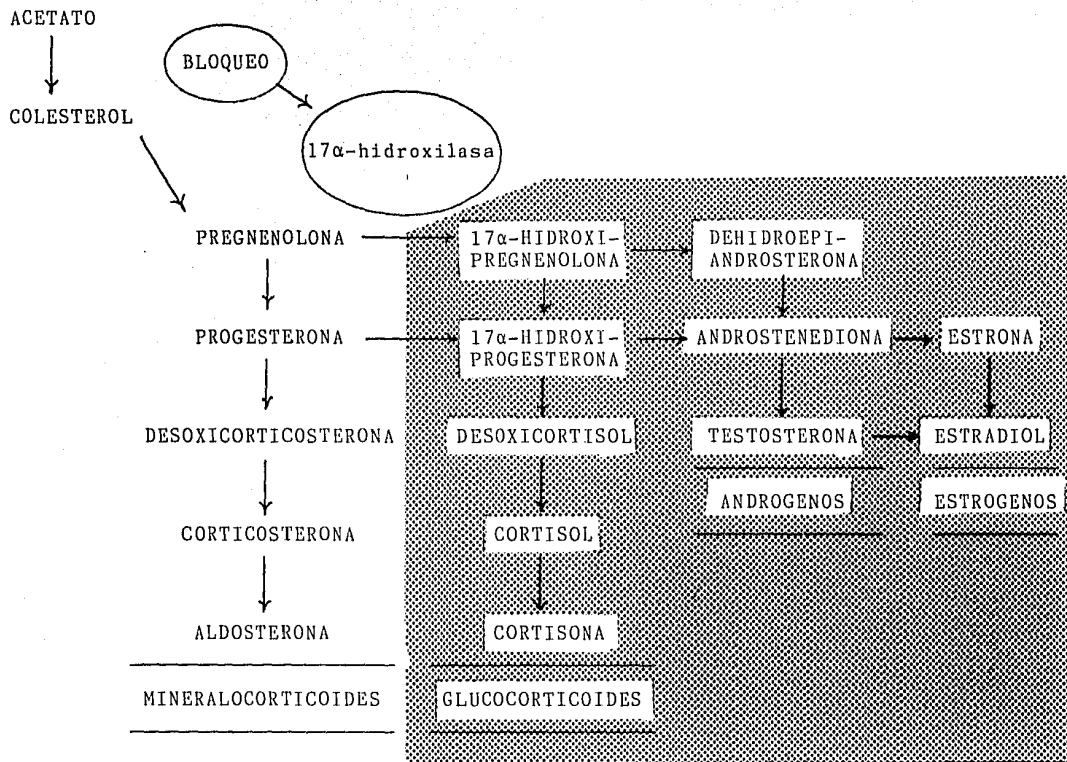 ACETATO
BLOQUEO
COLESTEROL
17α-hidroxilasa
PREGNENOLONA
17α-HIDROXI-
PREGNENOLONA
DEHIDROEPI-
ANDROSTERONA
PROGESTERONA
17α-HIDROXI-
PROGESTERONA
ANDROSTENEDIONA
ESTRONA
DESOXICORTICOSTERONA
DESOXICORTISOL
TESTOSTERONA
ESTRADIOL
ANDROGENOS
ESTROGENOS
CORTICOSTERONA
CORTISOL
ALDOSTERONA
CORTISONA
MINERALOCORTICOIDES
GLUCOCORTICOIDES